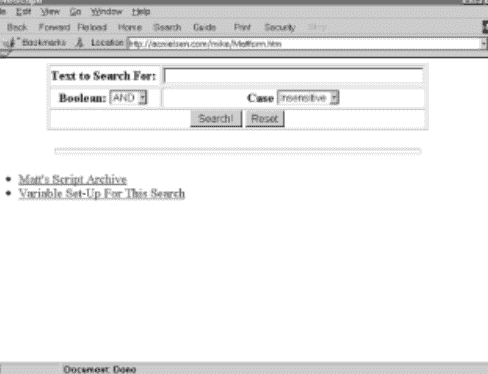 Edit View Go Window Help
Back Forward Reload Home Search Guide Print Security Stop
Bookmarks Location: http://acnielsen.com/mike/Mattform.htm
Text to Search For:
Boolean: AND Case Insensitive
Search! Reset
Matt's Script Archive
Variable Set-Up For This Search
Document: Done